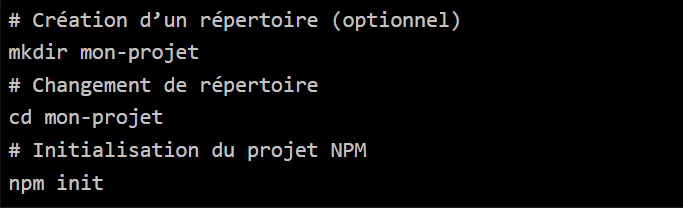 # Création d’un répertoire (optionnel)
mkdir mon-projet
# Changement de répertoire
cd mon-projet
# Initialisation du projet NPM
npm init